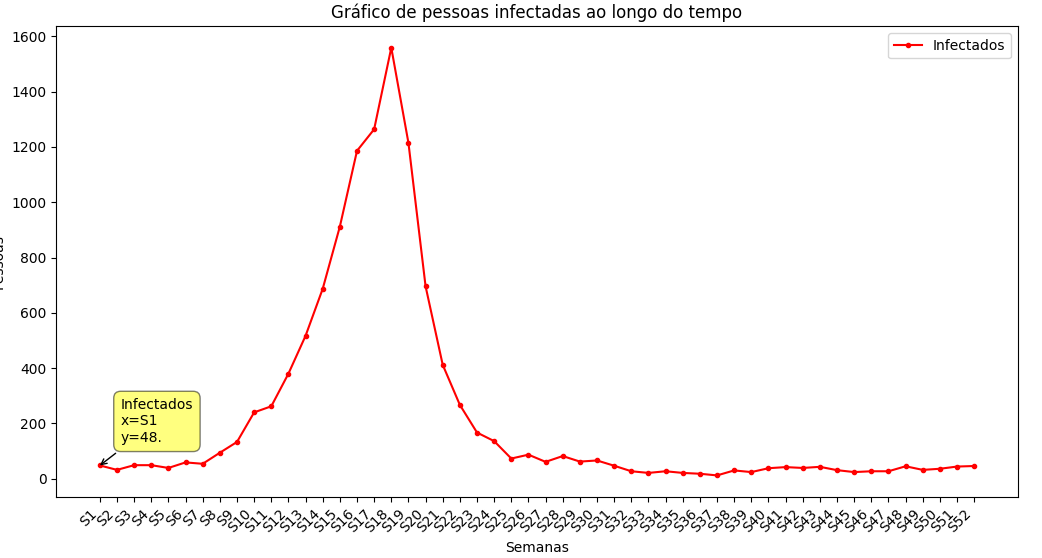 Gráfico de pessoas infectadas ao longo do tempo
1600
1400
1200
1000
800
600
400
200
0
Infectados
Infectados
x=S1
y=48.
S1 S2 S3 S4 S5 S6 S7 S8 S9 S10 S11 S12 S13 S14 S15 S16 S17 S18 S19 S20 S21 S22 S23 S24 S25 S26 S27 S28 S29 S30 S31 S32 S33 S34 S35 S36 S37 S38 S39 S40 S41 S42 S43 S44 S45 S46 S47 S48 S49 S50 S51 S52
Semanas